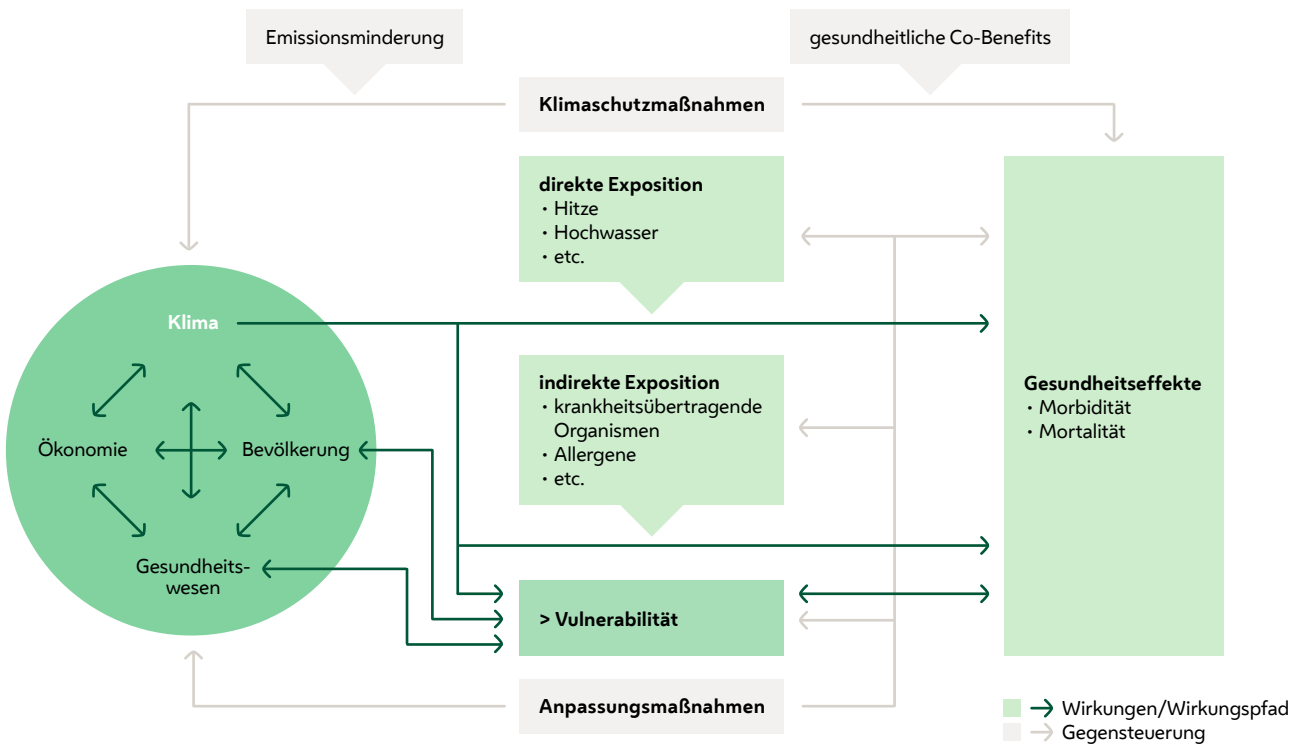 Emissionsminderung
gesundheitliche Co-Benefits
Klimaschutzmaßnahmen
direkte Exposition
· Hitze
· Hochwasser
· etc.
Klima
Ökonomie
Bevölkerung
Gesundheits-
wesen
indirekte Exposition
· krankheitsübertragende
Organismen
· Allergene
· etc.
> Vulnerabilität
Anpassungsmaßnahmen
Gesundheitseffekte
· Morbidität
· Mortalität
Wirkungen/Wirkungspfad
Gegensteuerung